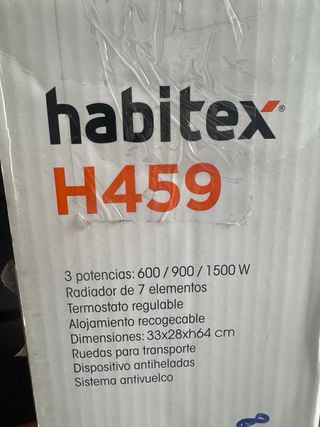 habitex®
H459
3 potencias: 600 / 900 / 1500 W
Radiador de 7 elementos
Termostato regulable
Alojamiento recogecable
Dimensiones: 33x28xh64 cm
Ruedas para transporte
Dispositivo antiheladas
Sistema antivuelco